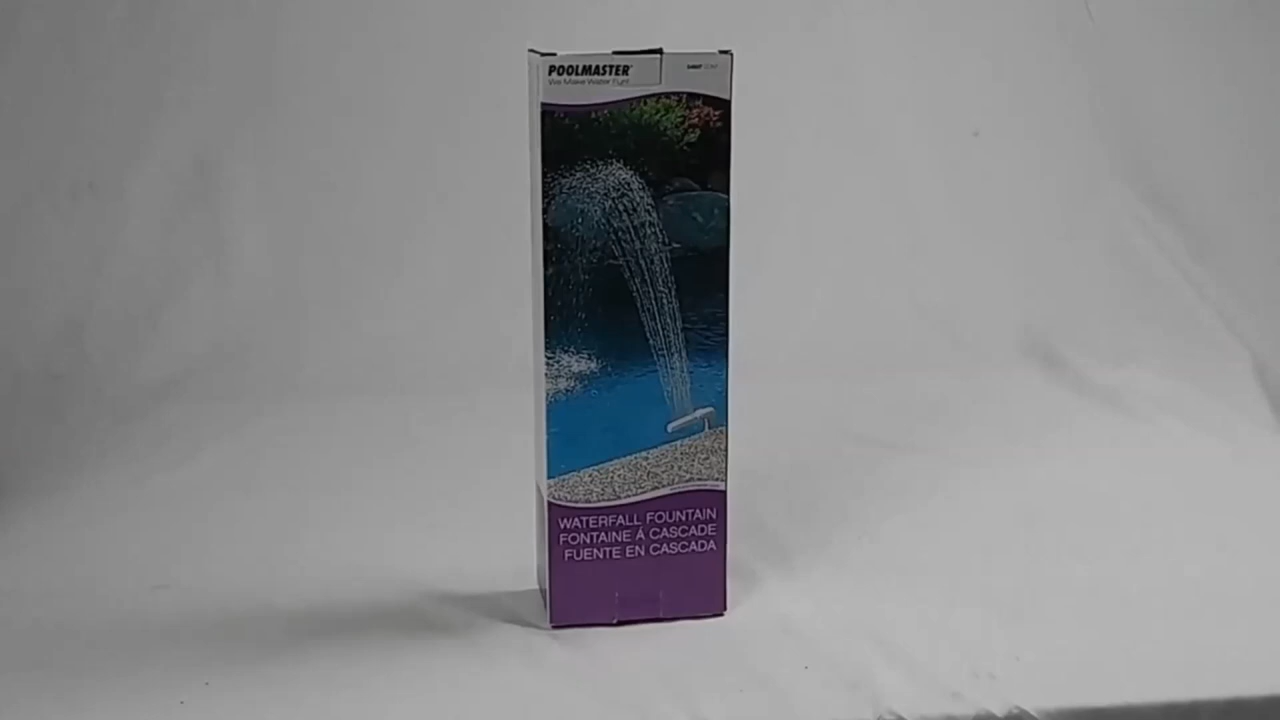 POOLMASTER®
We Make Water Fun!
WATERFALL FOUNTAIN
FONTAINE Á CASCADE
FUENTE EN CASCADA